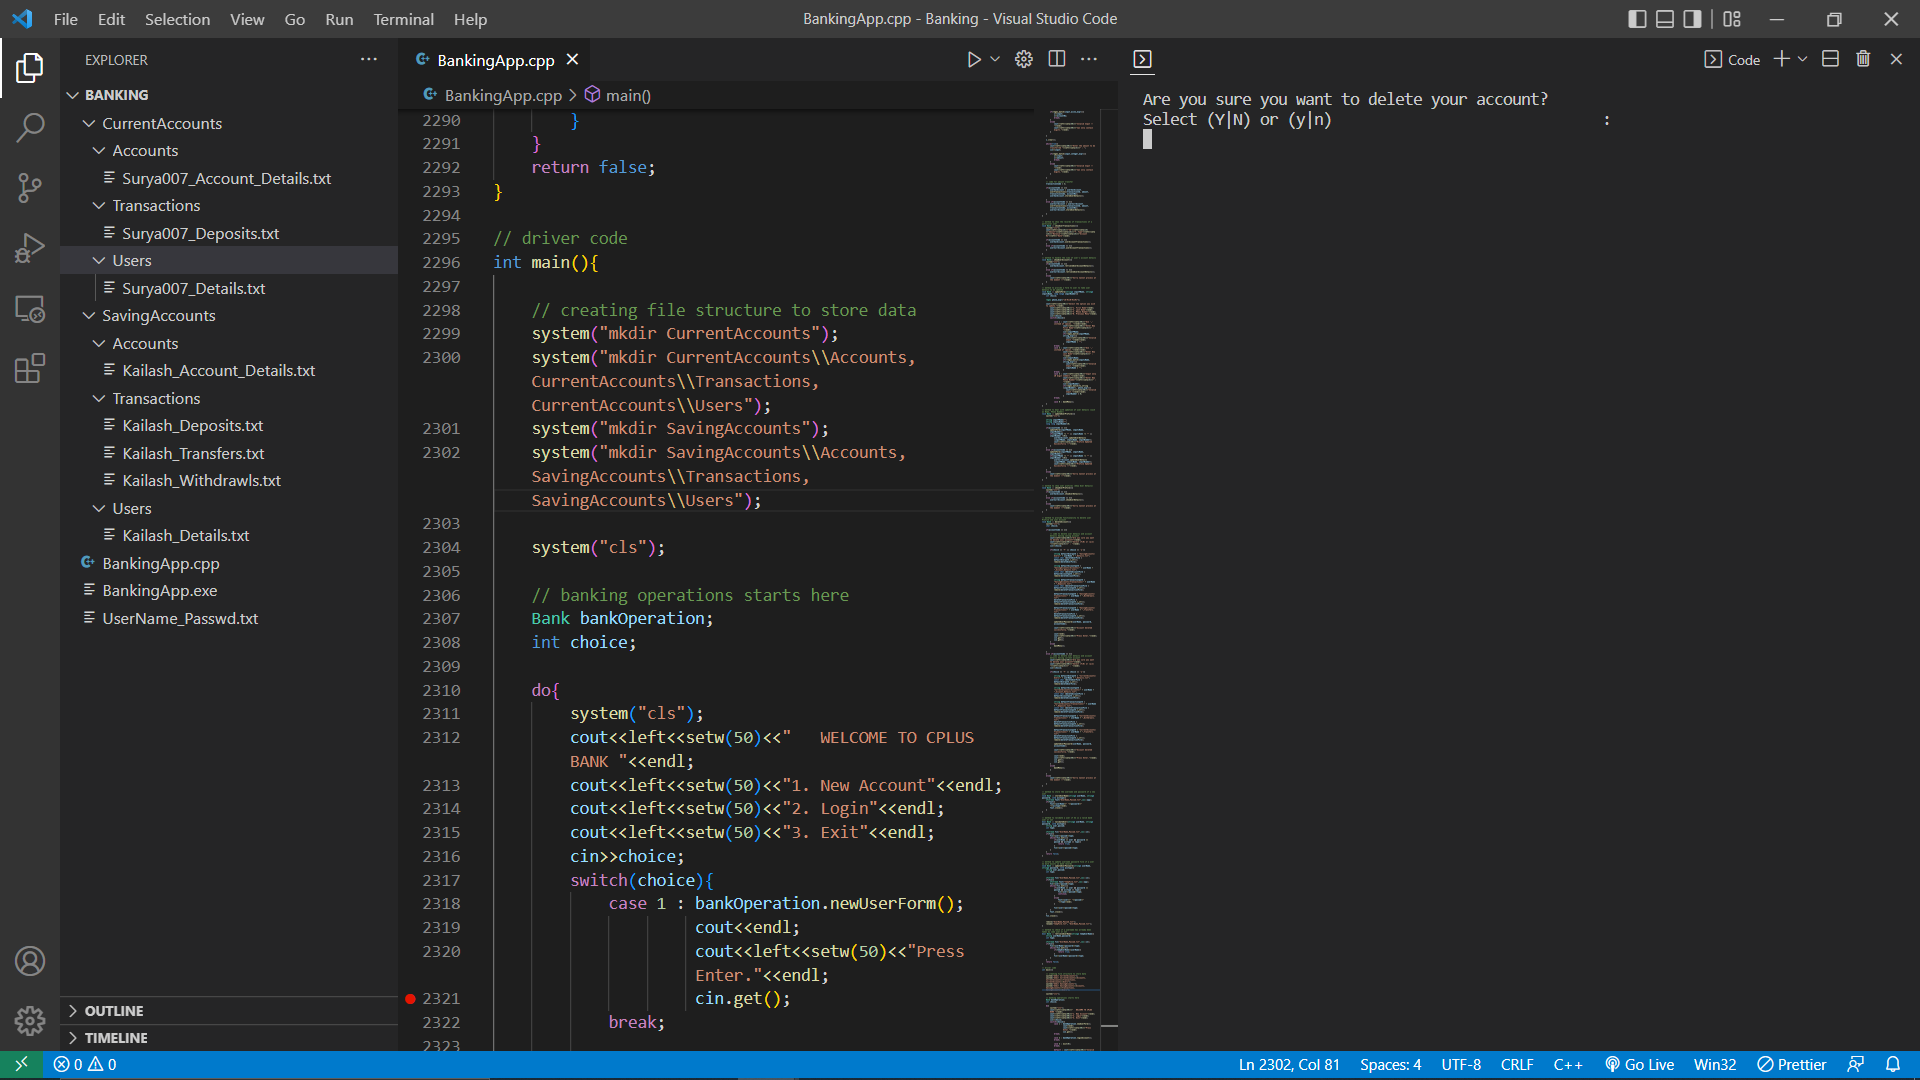 File Edit Selection View Go Run Terminal Help
BankingApp.cpp - Banking - Visual Studio Code
EXPLORER
BANKING
CurrentAccounts
Accounts
Surya007_Account_Details.txt
Transactions
Surya007_Deposits.txt
Users
Surya007_Details.txt
SavingAccounts
Accounts
Kailash_Account_Details.txt
Transactions
Kailash_Deposits.txt
Kailash_Transfers.txt
Kailash_Withdrawls.txt
Users
Kailash_Details.txt
BankingApp.cpp
BankingApp.exe
UserName_Passwd.txt
OUTLINE
TIMELINE
BankingApp.cpp
BankingApp.cpp > main()
2290 }
2291 }
2292 return false;
2293 }
2294
2295 // driver code
2296 int main(){
2297
2298 // creating file structure to store data
2299 system("mkdir CurrentAccounts");
2300 system("mkdir CurrentAccounts\\Accounts,
CurrentAccounts\\Transactions,
CurrentAccounts\\Users");
2301 system("mkdir SavingAccounts");
2302 system("mkdir SavingAccounts\\Accounts,
SavingAccounts\\Transactions,
SavingAccounts\\Users");
2303
2304 system("cls");
2305
2306 // banking operations starts here
2307 Bank bankOperation;
2308 int choice;
2309
2310 do{
2311 system("cls");
2312 cout<<left<<setw(50)<<"   WELCOME TO CPLUS
BANK "<<endl;
2313 cout<<left<<setw(50)<<"1. New Account"<<endl;
2314 cout<<left<<setw(50)<<"2. Login"<<endl;
2315 cout<<left<<setw(50)<<"3. Exit"<<endl;
2316 cin>>choice;
2317 switch(choice){
2318 case 1 : bankOperation.newUserForm();
2319 cout<<endl;
2320 cout<<left<<setw(50)<<"Press
Enter."<<endl;
2321 cin.get();
2322 break;
2323
Code
Are you sure you want to delete your account?
Select (Y|N) or (y|n) :
0 0
Ln 2302, Col 81 Spaces: 4 UTF-8 CRLF C++ Go Live Win32 Prettier